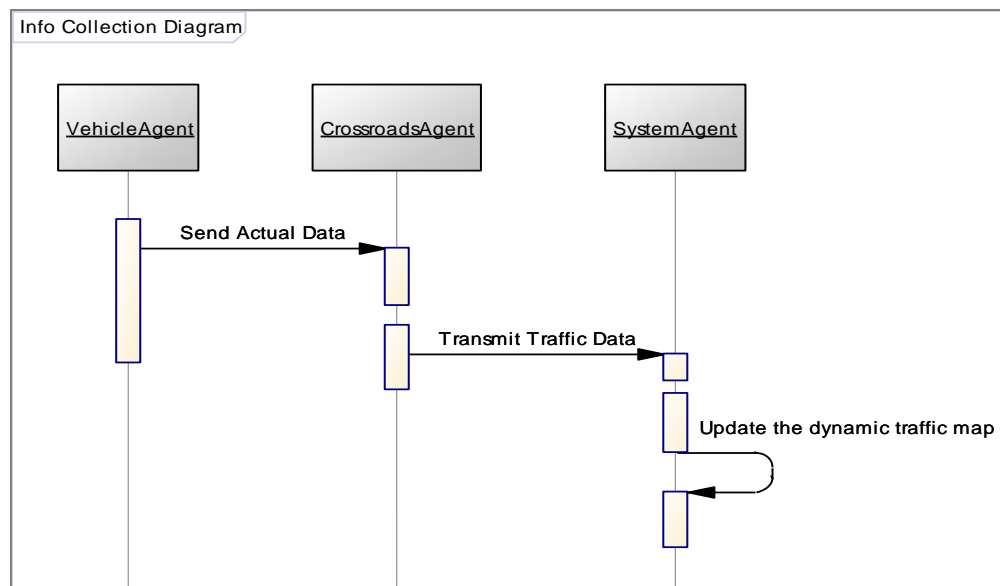 Info Collection Diagram
VehicleAgent
CrossroadsAgent
SystemAgent
Send Actual Data
Transmit Traffic Data
Update the dynamic traffic map